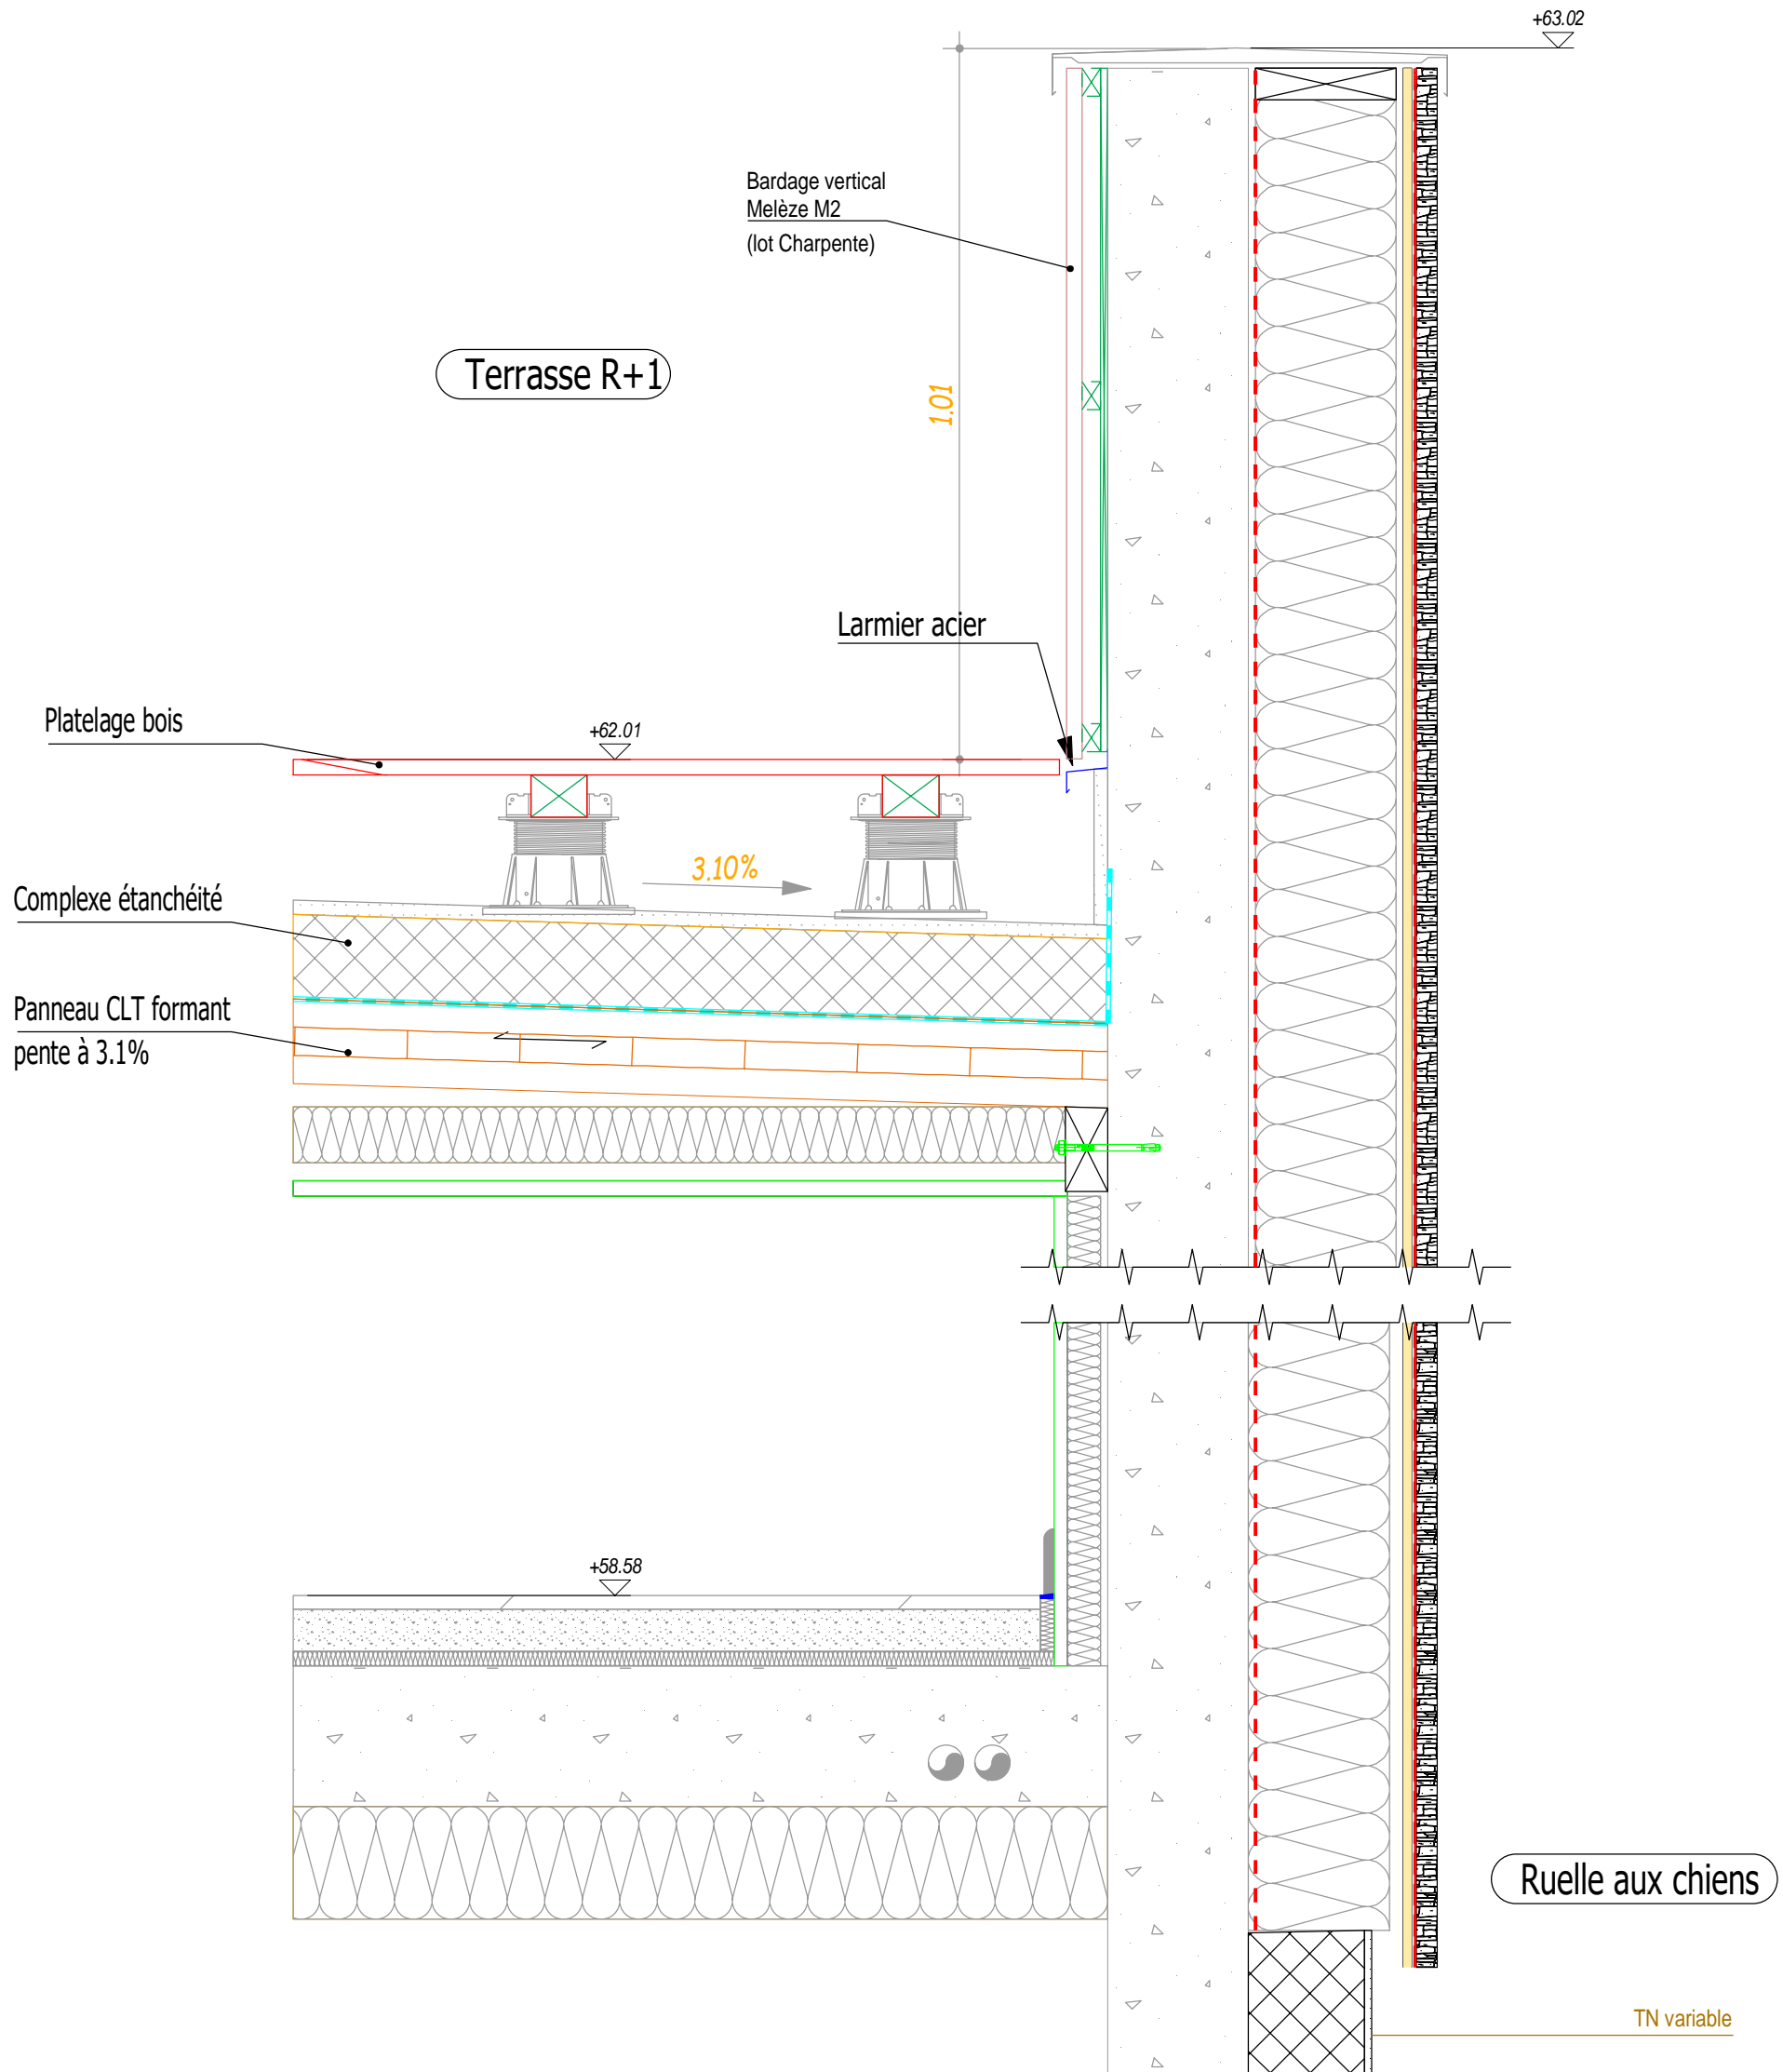 +63.02
Bardage vertical
Melèze M2
(lot Charpente)
Terrasse R+1
1.01
Larmier acier
Platelage bois
+62.01
3.10%
Complexe étanchéité
Panneau CLT formant
pente à 3.1%
+58.58
Ruelle aux chiens
TN variable